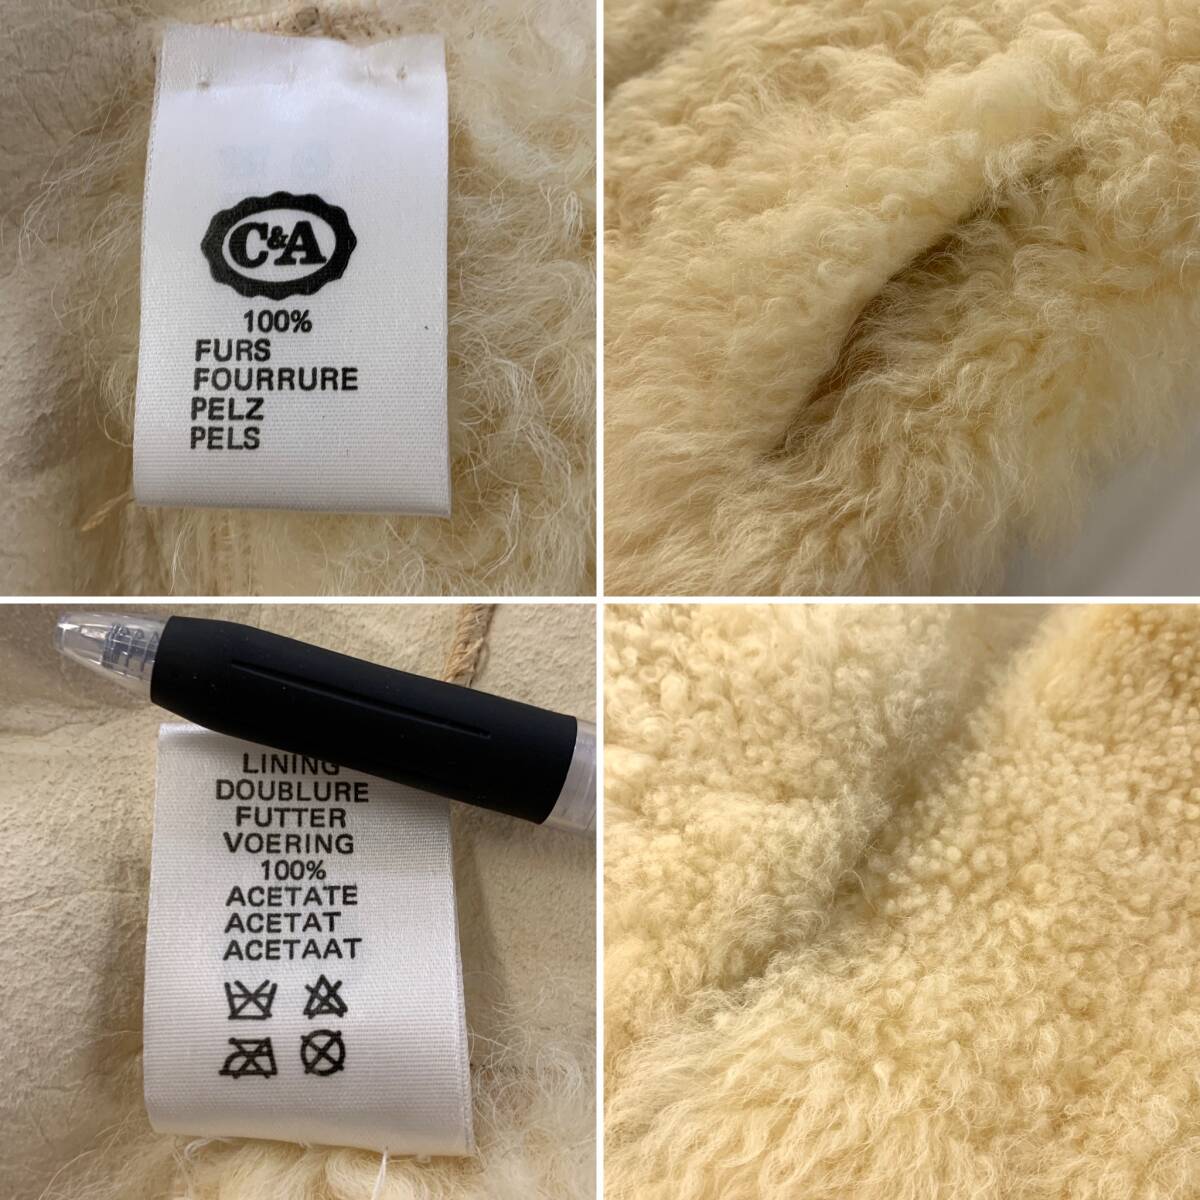 C&A
100%
FURS
FOURRURE
PELZ
PELS
LINING
DOUBLURE
FUTTER
VOERING
100%
ACETATE
ACETAT
ACETAAT